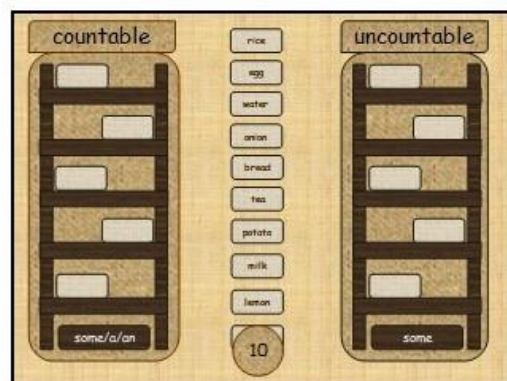 countable
uncountable
rice
egg
water
onion
bread
tea
potato
milk
lemon
10
some/a/an
some